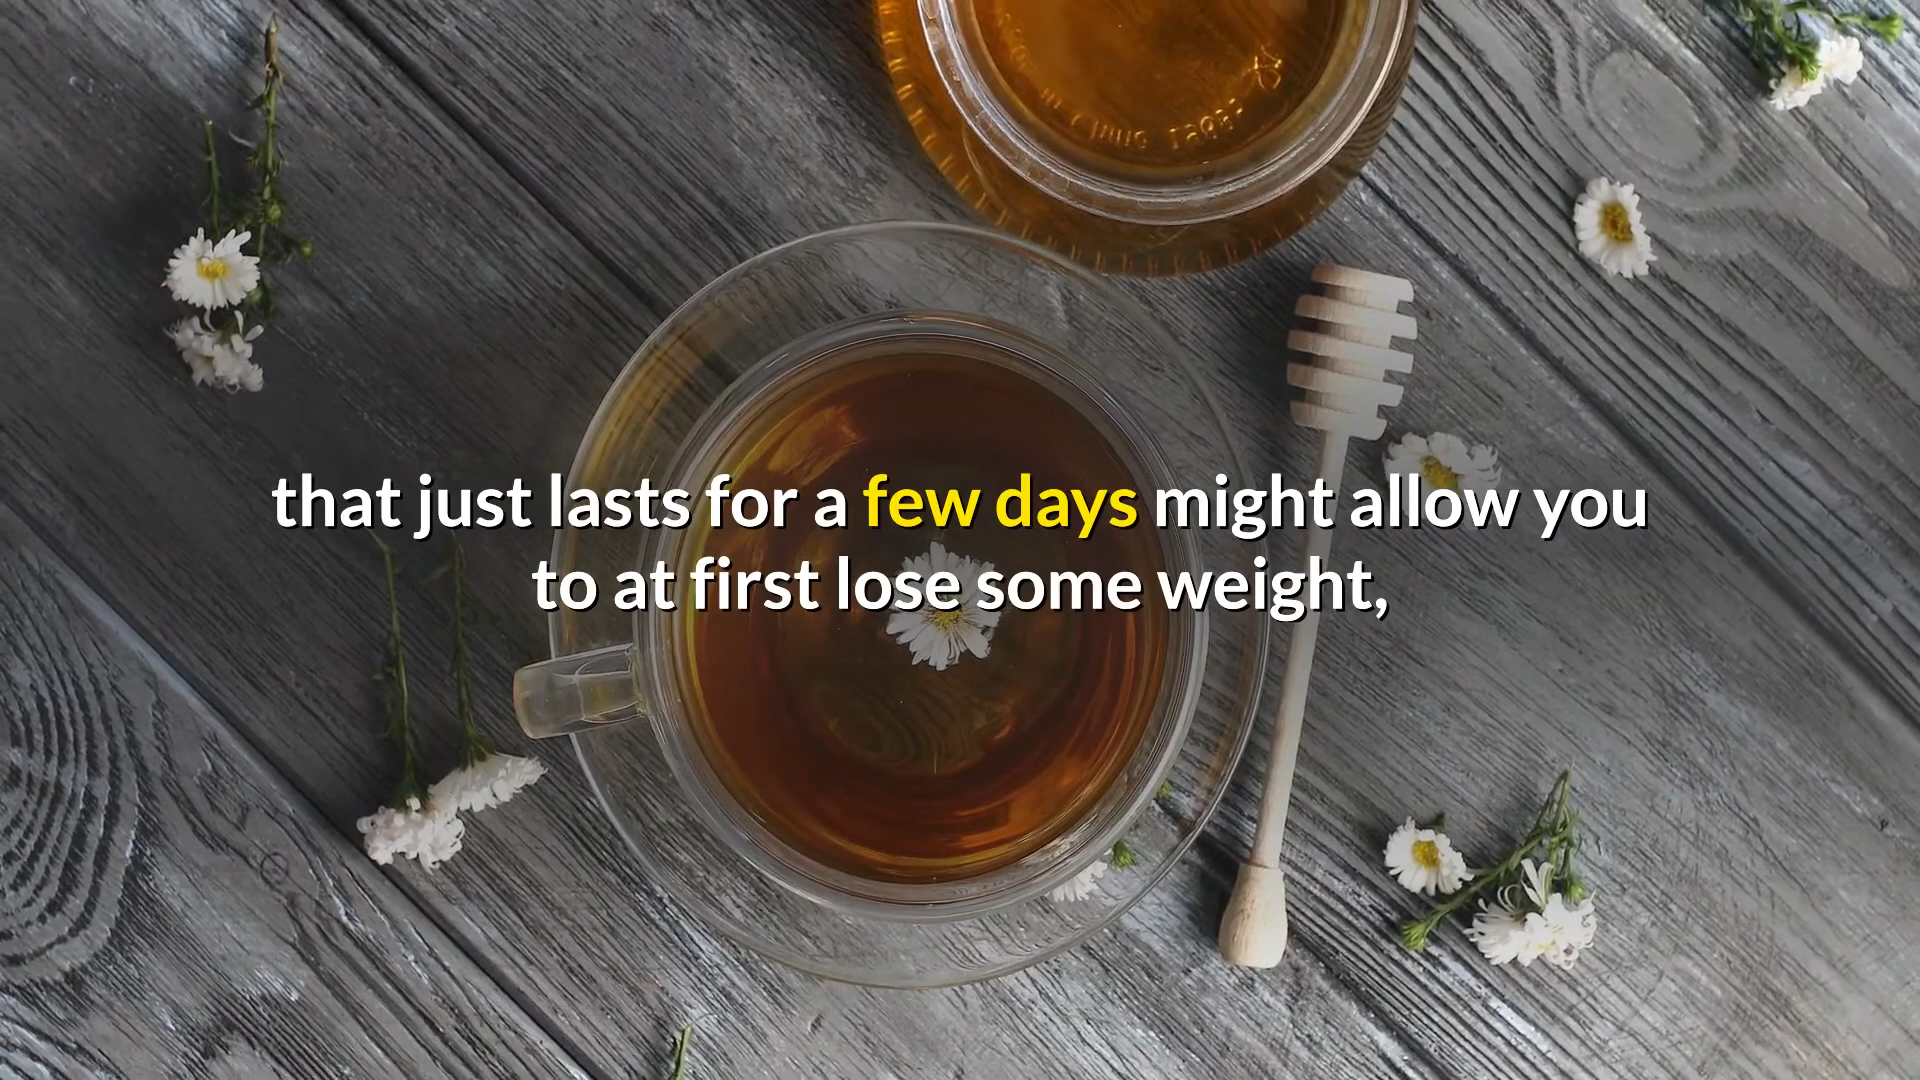 that just lasts for a few days might allow you
to at first lose some weight,